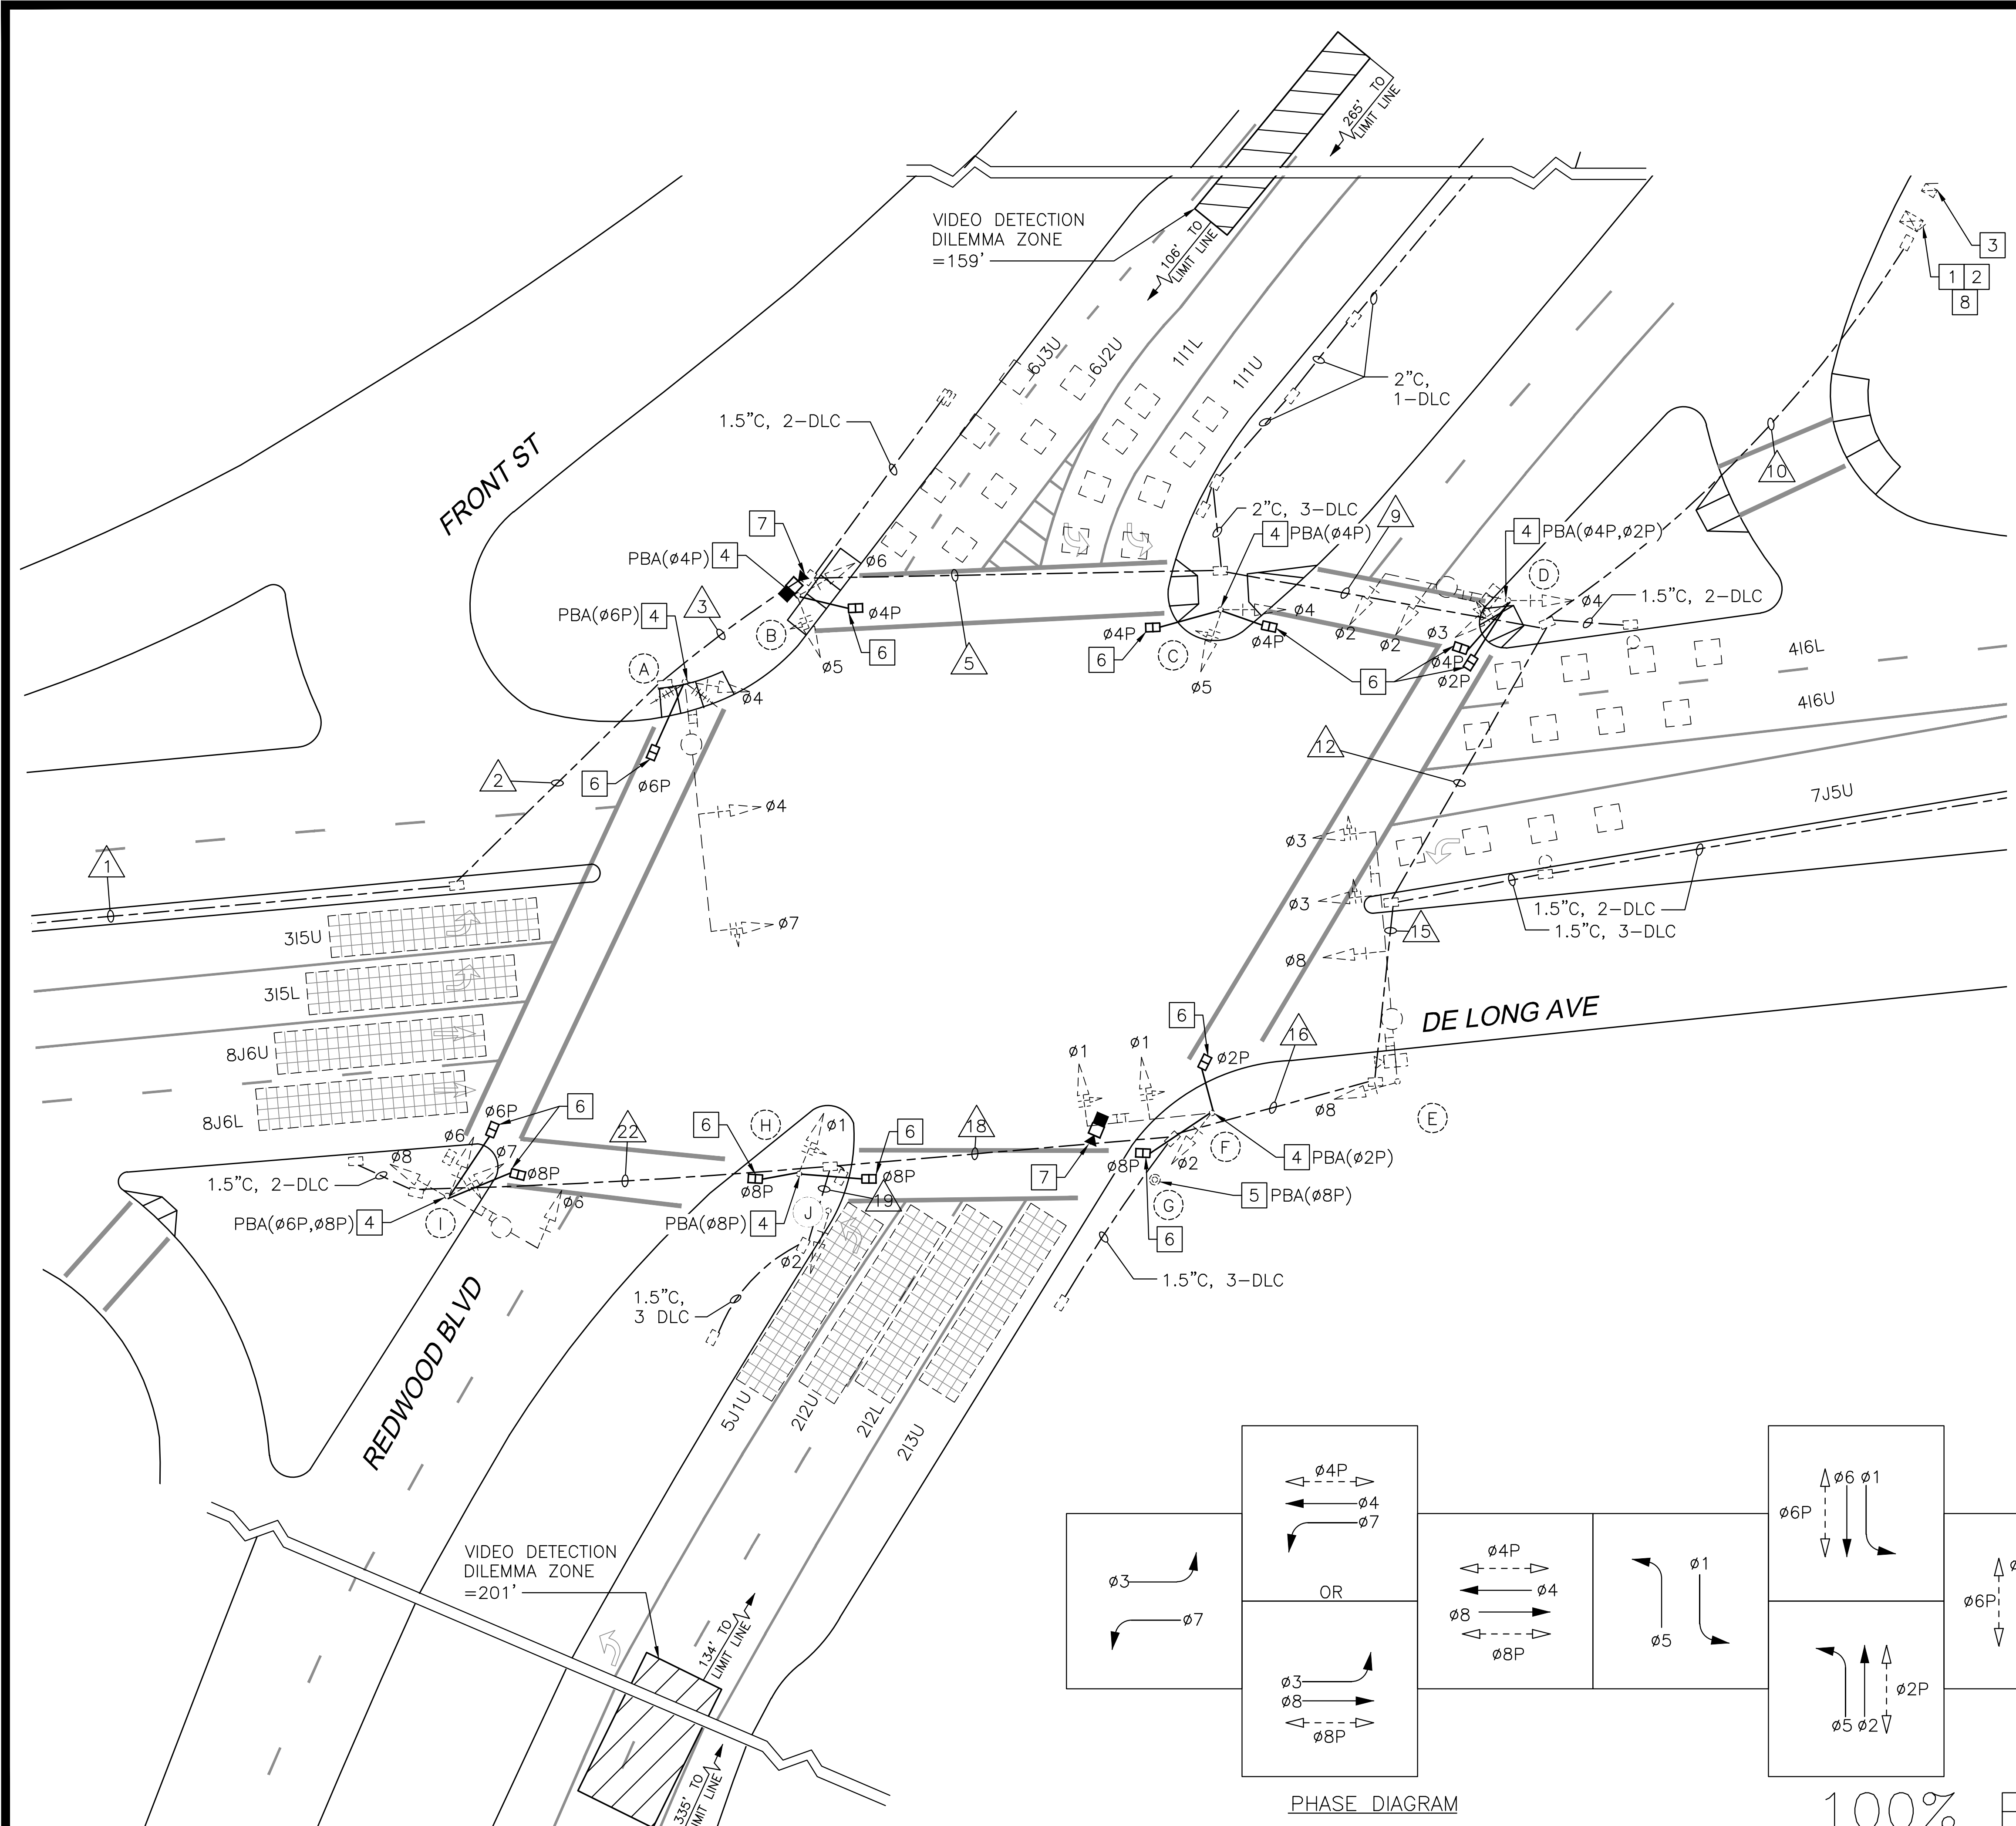 265' TO
LIMIT LINE
VIDEO DETECTION
DILEMMA ZONE
=159'
106' TO
LIMIT LINE
3
1 2
8
6J3U
6J2U
1I1L
1I1U
2"C,
1-DLC
1.5"C, 2-DLC
FRONT ST
10
7
2"C, 3-DLC
9
4 PBA(ø4P)
4 PBA(ø4P,ø2P)
PBA(ø4P) 4
ø6
D
3
PBA(ø6P) 4
B
ø4P
ø4
ø4
1.5"C, 2-DLC
6
5
ø4P
ø4P
ø2
ø2
ø3
ø4P
ø2P
416L
A
ø5
6
C
6
ø5
ø4
416U
12
2
6
ø6P
7J5U
ø4
ø3
1
ø7
ø3
1.5"C, 2-DLC
1.5"C, 3-DLC
15
3I5U
3I5L
ø8
DE LONG AVE
8J6U
6
16
ø1
ø1
ø2P
8J6L
ø6P
6
ø8
E
22
6
H
ø1
6
18
F
ø6
ø7
ø8
ø8P
ø8P
ø8P
ø8P
ø2
4 PBA(ø2P)
1.5"C, 2-DLC
7
19
5 PBA(ø8P)
ø6
PBA(ø6P,ø8P) 4
I
PBA(ø8P) 4
J
G
6
ø2
1.5"C, 3-DLC
1.5"C,
3 DLC
REDWOOD BLVD
5J1U
2I2U
2I2L
2I3U
VIDEO DETECTION
DILEMMA ZONE
=201'
134' TO
LIMIT LINE
335' TO
LIMIT LINE
ø4P
ø4
ø7
ø6 ø1
ø6P
ø3
ø7
OR
ø4P
ø4
ø8
ø8P
ø1
ø5
ø6P
ø3
ø8
ø8P
ø2P
ø5 ø2
PHASE DIAGRAM
100%